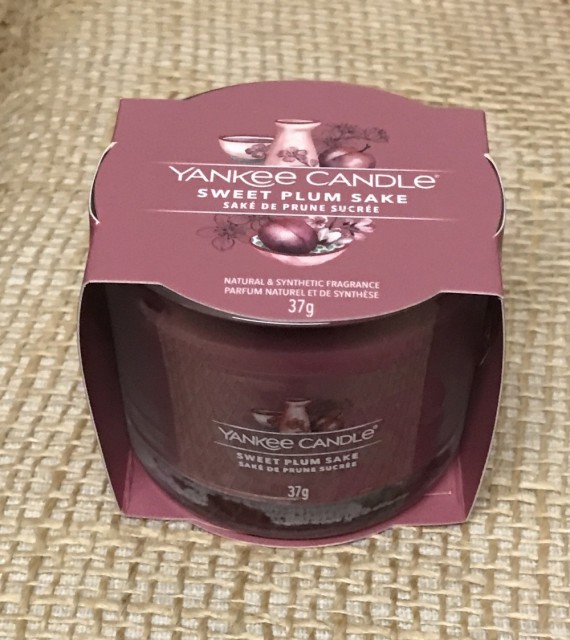 YANKEE CANDLE®
SWEET PLUM SAKE
SAKÉ DE PRUNE SUCRÉE
NATURAL & SYNTHETIC FRAGRANCE
PARFUM NATUREL ET DE SYNTHÈSE
37g
YANKEE CANDLE®
SWEET PLUM SAKE
SAKÉ DE PRUNE SUCRÉE
37g